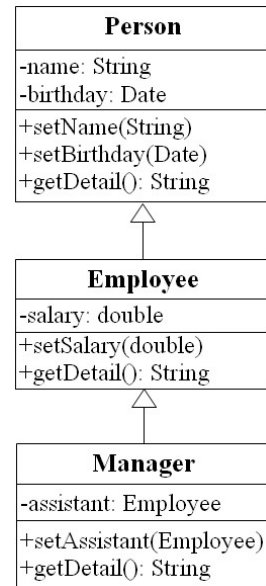 Person
-name: String
-birthday: Date
+setName(String)
+setBirthday(Date)
+getDetail(): String
Employee
-salary: double
+setSalary(double)
+getDetail(): String
Manager
-assistant: Employee
+setAssistant(Employee)
+getDetail(): String